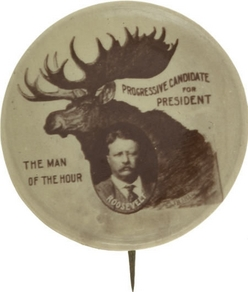 PROGRESSIVE CANDIDATE
FOR
PRESIDENT
THE MAN
OF THE HOUR
ROOSEVELT